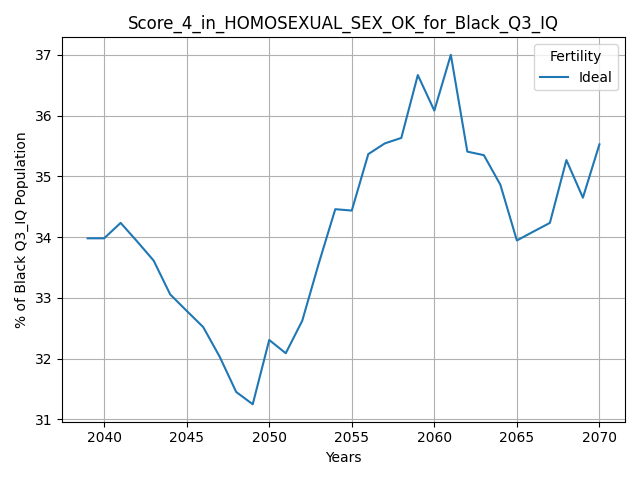 Score_4_in_HOMOSEXUAL_SEX_OK_for_Black_Q3_IQ
Fertility
Ideal
% of Black Q3_IQ Population
37
36
35
34
33
32
31
2040 2045 2050 2055 2060 2065 2070
Years